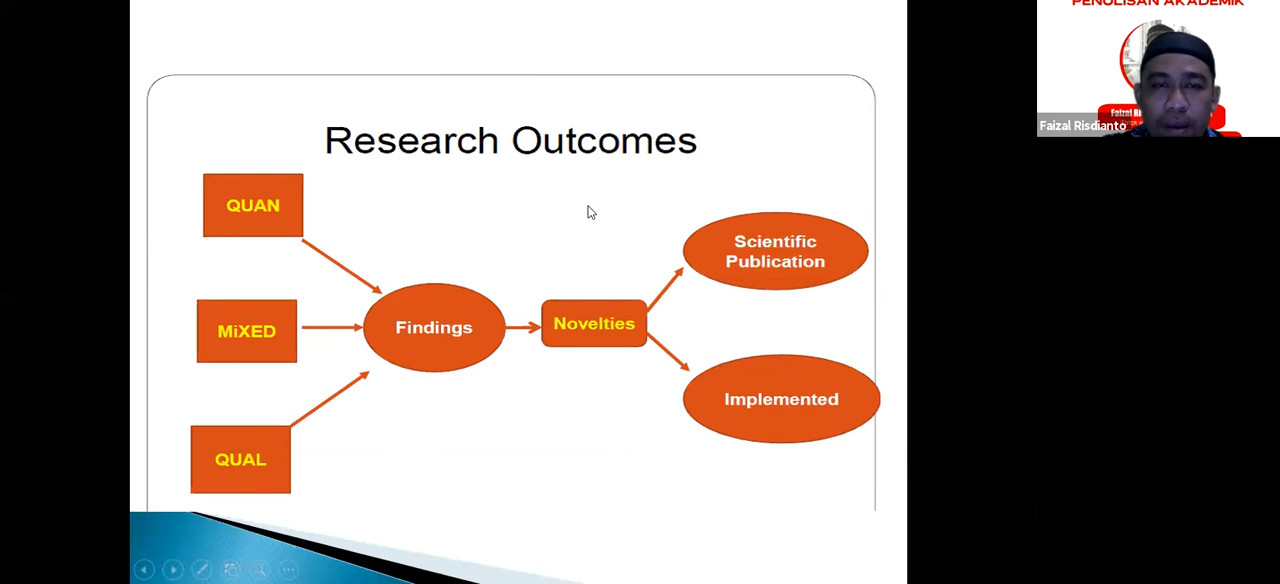 PENULISAN AKADEMIK
Faizal Risdianto
Research Outcomes
QUAN
MiXED
QUAL
Findings
Novelties
Scientific
Publication
Implemented